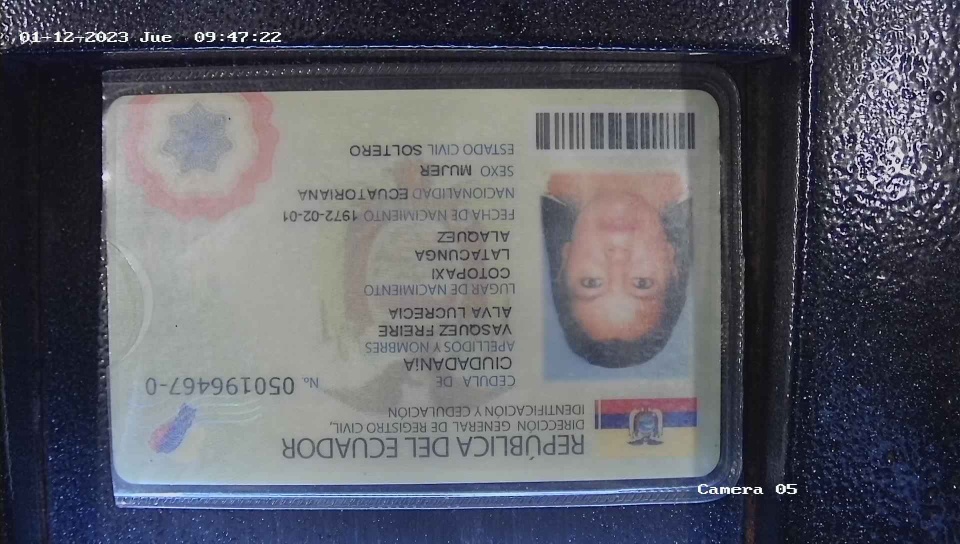 01-12-2023 Jue 09:47:22
REPÚBLICA DEL ECUADOR
DIRECCIÓN GENERAL DE REGISTRO CIVIL,
IDENTIFICACIÓN Y CEDULACIÓN
CÉDULA DE No. 050196467-0
CIUDADANÍA
APELLIDOS Y NOMBRES
VASQUEZ FREIRE
ALVA LUCRECIA
LUGAR DE NACIMIENTO
COTOPAXI
LATACUNGA
ALAQUEZ
FECHA DE NACIMIENTO 1972-02-01
NACIONALIDAD ECUATORIANA
SEXO MUJER
ESTADO CIVIL SOLTERO
Camera 05